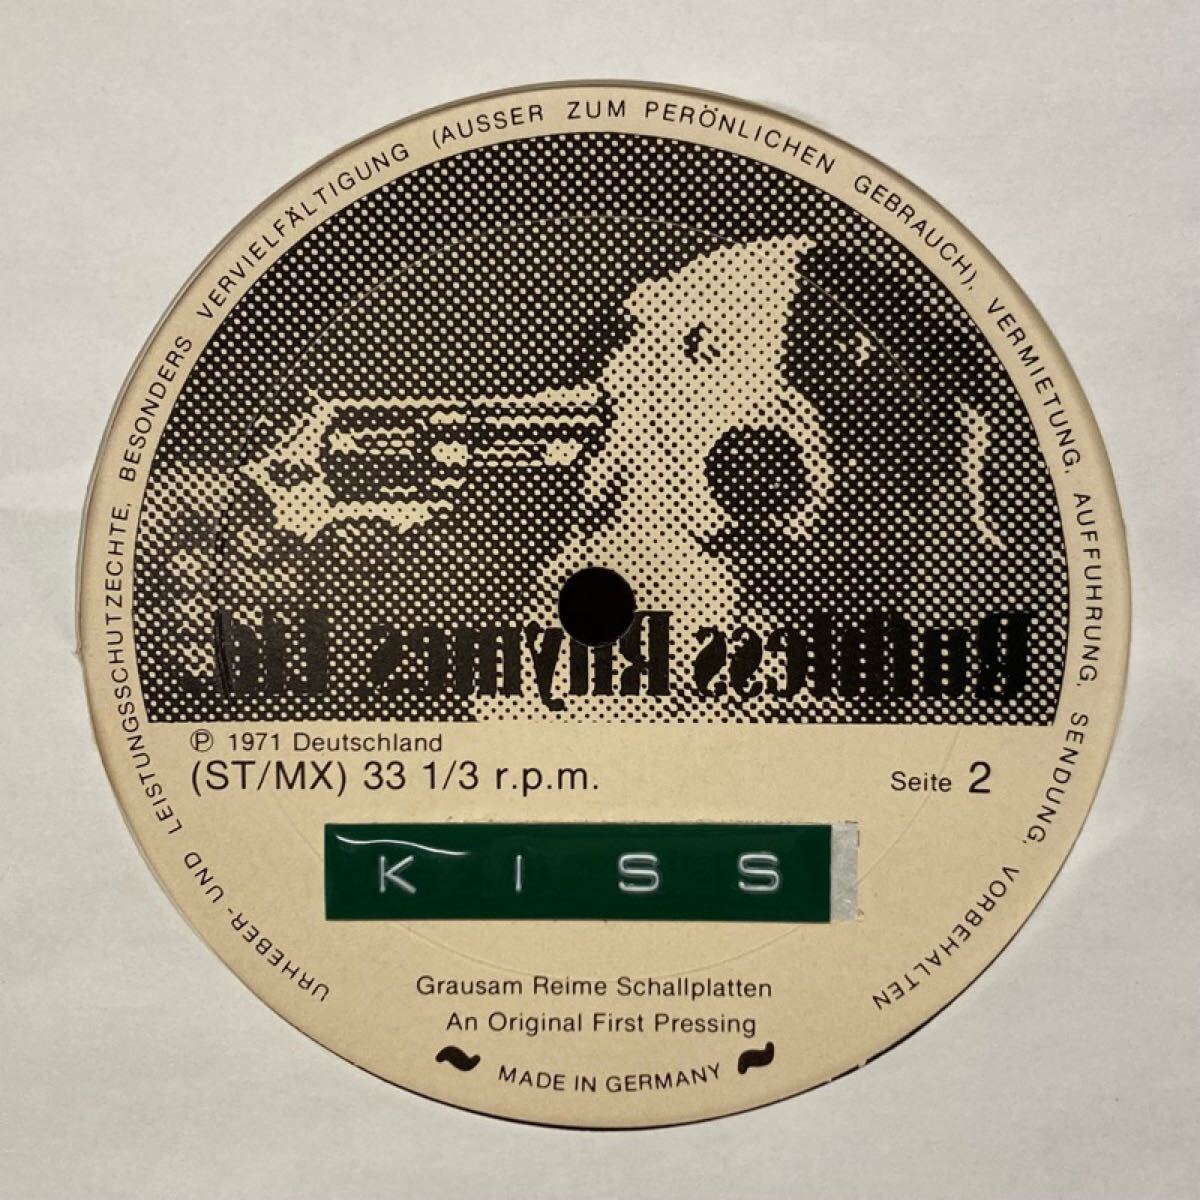 URHEBER- UND LEISTUNGSSCHUTZECHTE, BESONDERS VERVIELFÄLTIGUNG (AUSSER ZUM PERÖNLICHEN GEBRAUCH), VERMIETUNG, AUFFUHRUNG, SENDUNG, VORBEHALTEN
Ruthless Rhymes Ltd.
℗ 1971 Deutschland
(ST/MX) 33 1/3 r.p.m.
Seite 2
KISS
Grausam Reime Schallplatten
An Original First Pressing
MADE IN GERMANY